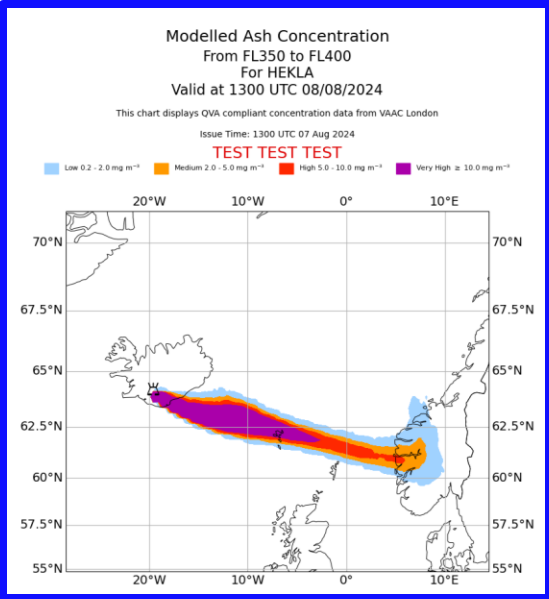 Modelled Ash Concentration
From FL350 to FL400
For HEKLA
Valid at 1300 UTC 08/08/2024
This chart displays QVA compliant concentration data from VAAC London
Issue Time: 1300 UTC 07 Aug 2024
TEST TEST TEST
Low 0.2 - 2.0 mg m⁻³ Medium 2.0 - 5.0 mg m⁻³ High 5.0 - 10.0 mg m⁻³ Very High ≥ 10.0 mg m⁻³
20°W 10°W 0° 10°E
70°N 70°N
67.5°N 67.5°N
65°N 65°N
62.5°N 62.5°N
60°N 60°N
57.5°N 57.5°N
55°N 55°N
20°W 10°W 0° 10°E